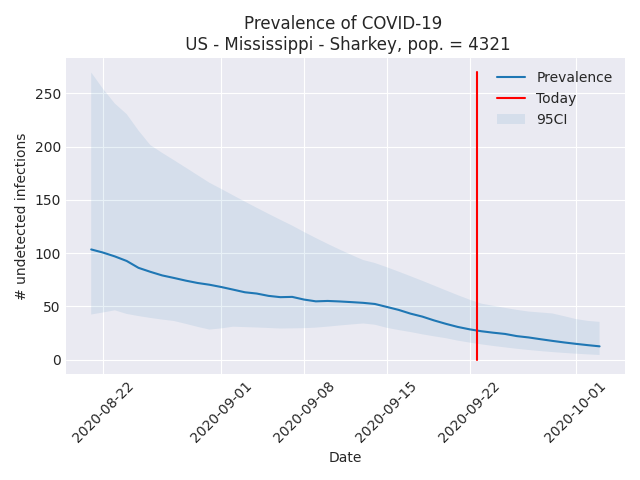 Prevalence of COVID-19
US - Mississippi - Sharkey, pop. = 4321
Prevalence
Today
95CI
# undetected infections
250
200
150
100
50
0
2020-08-22
2020-09-01
2020-09-08
2020-09-15
2020-09-22
2020-10-01
Date